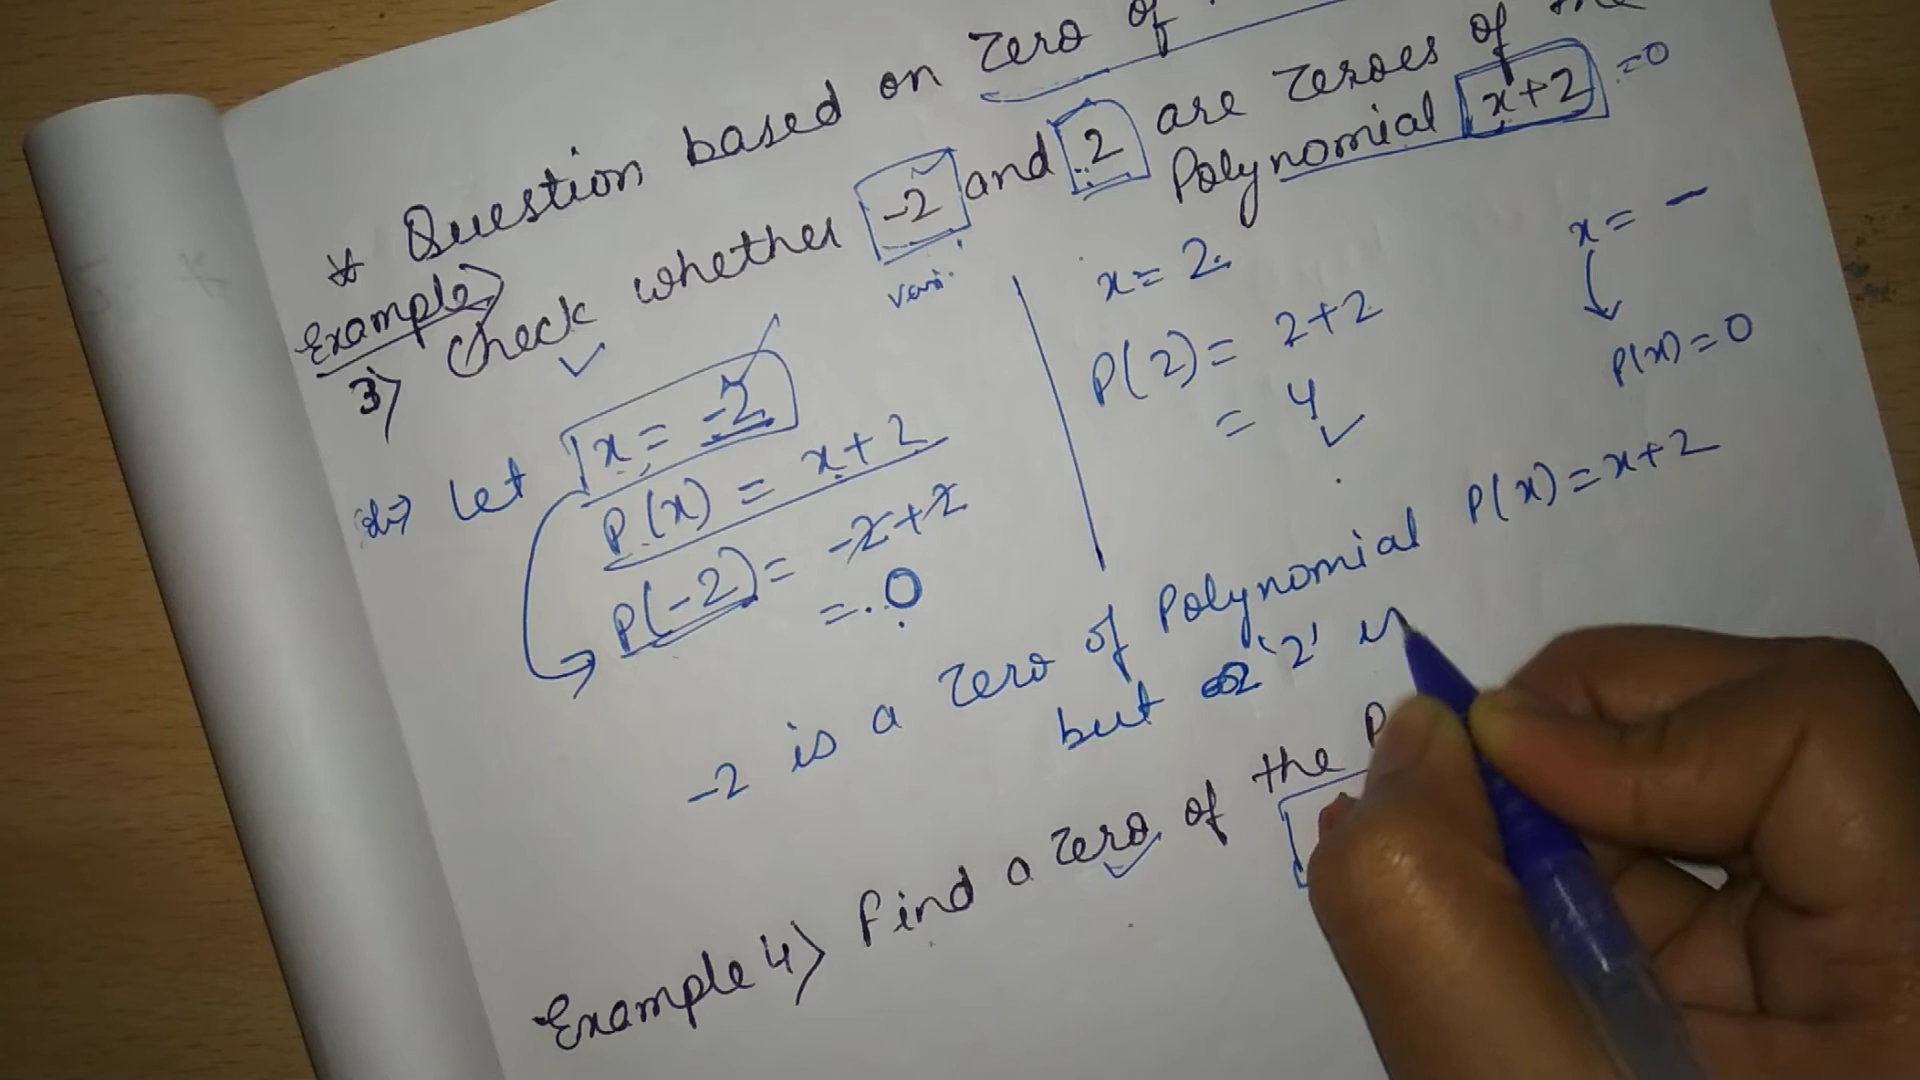 * Question based on zero of
Example>
3) Check whether -2 and 2 are zeroes of the
Polynomial x+2 =0
vari
let x = -2
P(x) = x+2
P(-2) = -2+2
= 0
x = 2
P(2) = 2+2
= 4
x = -
P(x) = 0
-2 is a zero of Polynomial P(x) = x+2
but '2' is
Example 4) Find a zero of the P